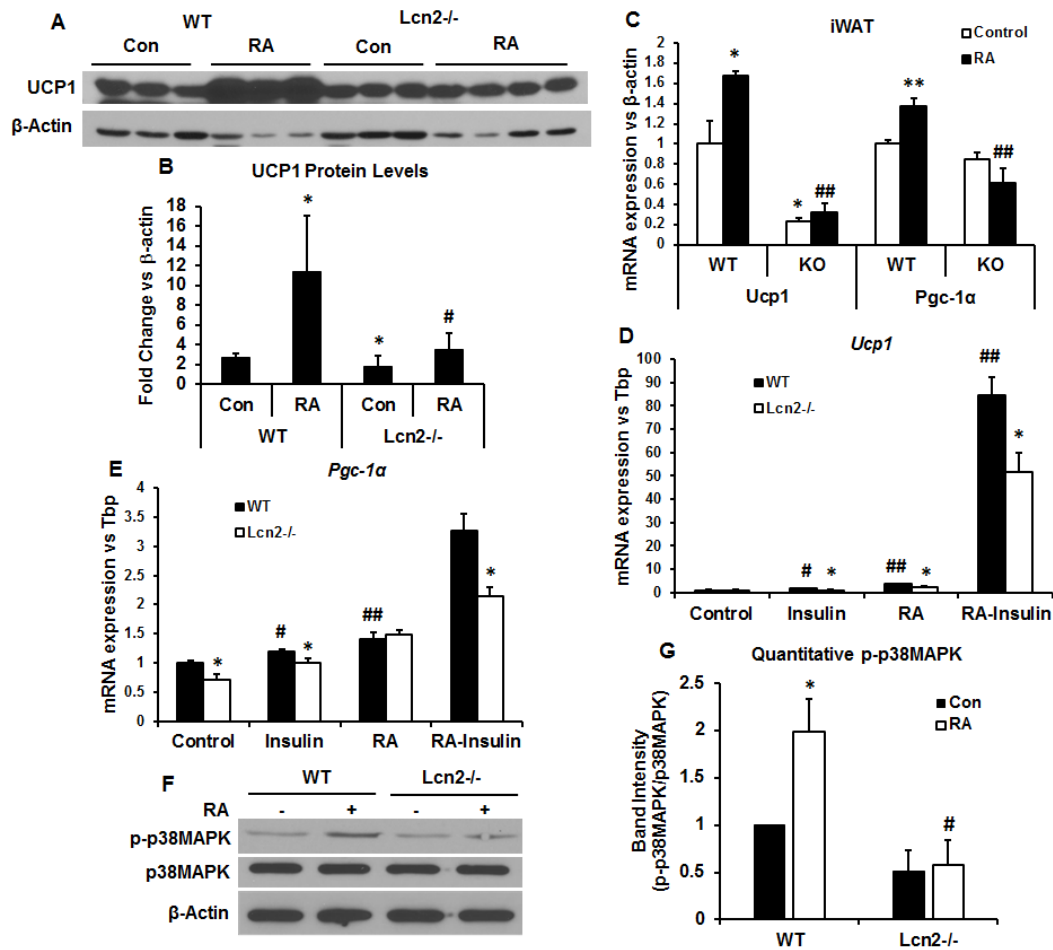 A
WT
Lcn2-/-
Con
RA
Con
RA
UCP1
β-Actin
B
UCP1 Protein Levels
Fold Change vs β-actin
18
16
14
12
10
8
6
4
2
0
*
*
#
Con
RA
Con
RA
WT
Lcn2-/-
C
iWAT
Control
RA
mRNA expression vs β-actin
2
1.8
1.6
1.4
1.2
1
0.8
0.6
0.4
0.2
0
*
*
##
**
##
WT
KO
WT
KO
Ucp1
Pgc-1α
D
Ucp1
WT
Lcn2-/-
mRNA expression vs Tbp
100
90
80
70
60
50
40
30
20
10
0
#
*
##
*
##
*
Control
Insulin
RA
RA-Insulin
E
Pgc-1α
WT
Lcn2-/-
mRNA expression vs Tbp
4
3.5
3
2.5
2
1.5
1
0.5
0
*
#
*
##
*
Control
Insulin
RA
RA-Insulin
F
WT
Lcn2-/-
RA - + - +
p-p38MAPK
p38MAPK
β-Actin
G
Quantitative p-p38MAPK
Con
RA
Band Intensity
(p-p38MAPK/p38MAPK)
2.5
2
1.5
1
0.5
0
*
#
WT
Lcn2-/-